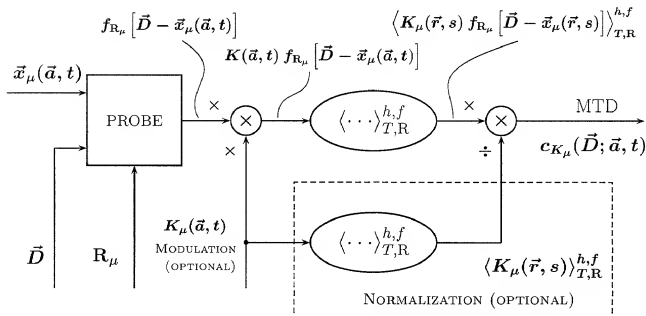 f_{R_μ}[D⃗ − x⃗_μ(a⃗, t)]
⟨K_μ(r⃗, s) f_{R_μ}[D⃗ − x⃗_μ(r⃗, s)]⟩^{h,f}_{T,R}
K(a⃗, t) f_{R_μ}[D⃗ − x⃗_μ(a⃗, t)]
x⃗_μ(a⃗, t)
PROBE
×
×
×
⟨···⟩^{h,f}_{T,R}
×
×
÷
MTD
c_{K_μ}(D⃗; a⃗, t)
D⃗
R_μ
K_μ(a⃗, t)
MODULATION
(OPTIONAL)
⟨···⟩^{h,f}_{T,R}
⟨K_μ(r⃗, s)⟩^{h,f}_{T,R}
NORMALIZATION (OPTIONAL)